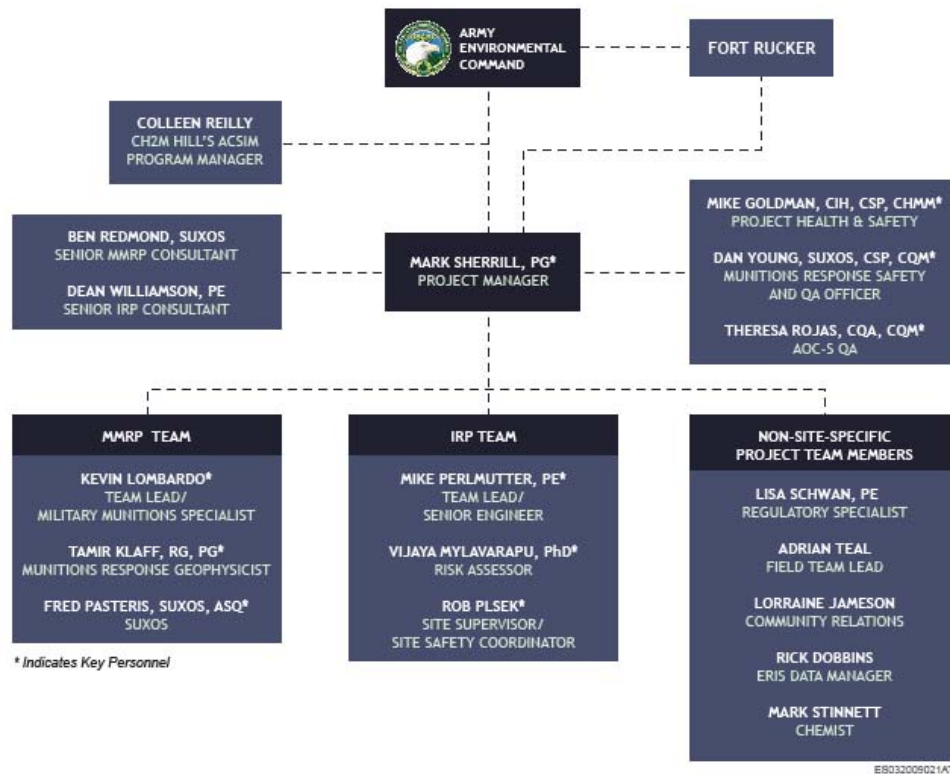 ARMY
ENVIRONMENTAL
COMMAND
FORT RUCKER
COLLEEN REILLY
CH2M HILL'S ACSIM
PROGRAM MANAGER
BEN REDMOND, SUXOS
SENIOR MMRP CONSULTANT
DEAN WILLIAMSON, PE
SENIOR IRP CONSULTANT
MARK SHERRILL, PG*
PROJECT MANAGER
MIKE GOLDMAN, CIH, CSP, CHMM*
PROJECT HEALTH & SAFETY
DAN YOUNG, SUXOS, CSP, CQM*
MUNITIONS RESPONSE SAFETY
AND QA OFFICER
THERESA ROJAS, CQA, CQM*
AOC-S QA
MMRP TEAM
KEVIN LOMBARDO*
TEAM LEAD/
MILITARY MUNITIONS SPECIALIST
TAMIR KLAFF, RG, PG*
MUNITIONS RESPONSE GEOPHYSICIST
FRED PASTERIS, SUXOS, ASQ*
SUXOS
* Indicates Key Personnel
IRP TEAM
MIKE PERLMUTTER, PE*
TEAM LEAD/
SENIOR ENGINEER
VIJAYA MYLAVARAPU, PhD*
RISK ASSESSOR
ROB PLSEK*
SITE SUPERVISOR/
SITE SAFETY COORDINATOR
NON-SITE-SPECIFIC
PROJECT TEAM MEMBERS
LISA SCHWAN, PE
REGULATORY SPECIALIST
ADRIAN TEAL
FIELD TEAM LEAD
LORRAINE JAMESON
COMMUNITY RELATIONS
RICK DOBBINS
ERIS DATA MANAGER
MARK STINNETT
CHEMIST